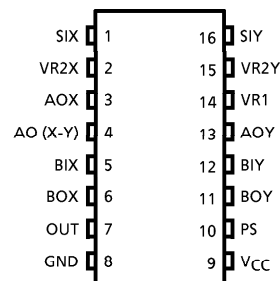 SIX 1 16 SIY
VR2X 2 15 VR2Y
AOX 3 14 VR1
AO (X-Y) 4 13 AOY
BIX 5 12 BIY
BOX 6 11 BOY
OUT 7 10 PS
GND 8 9 VCC